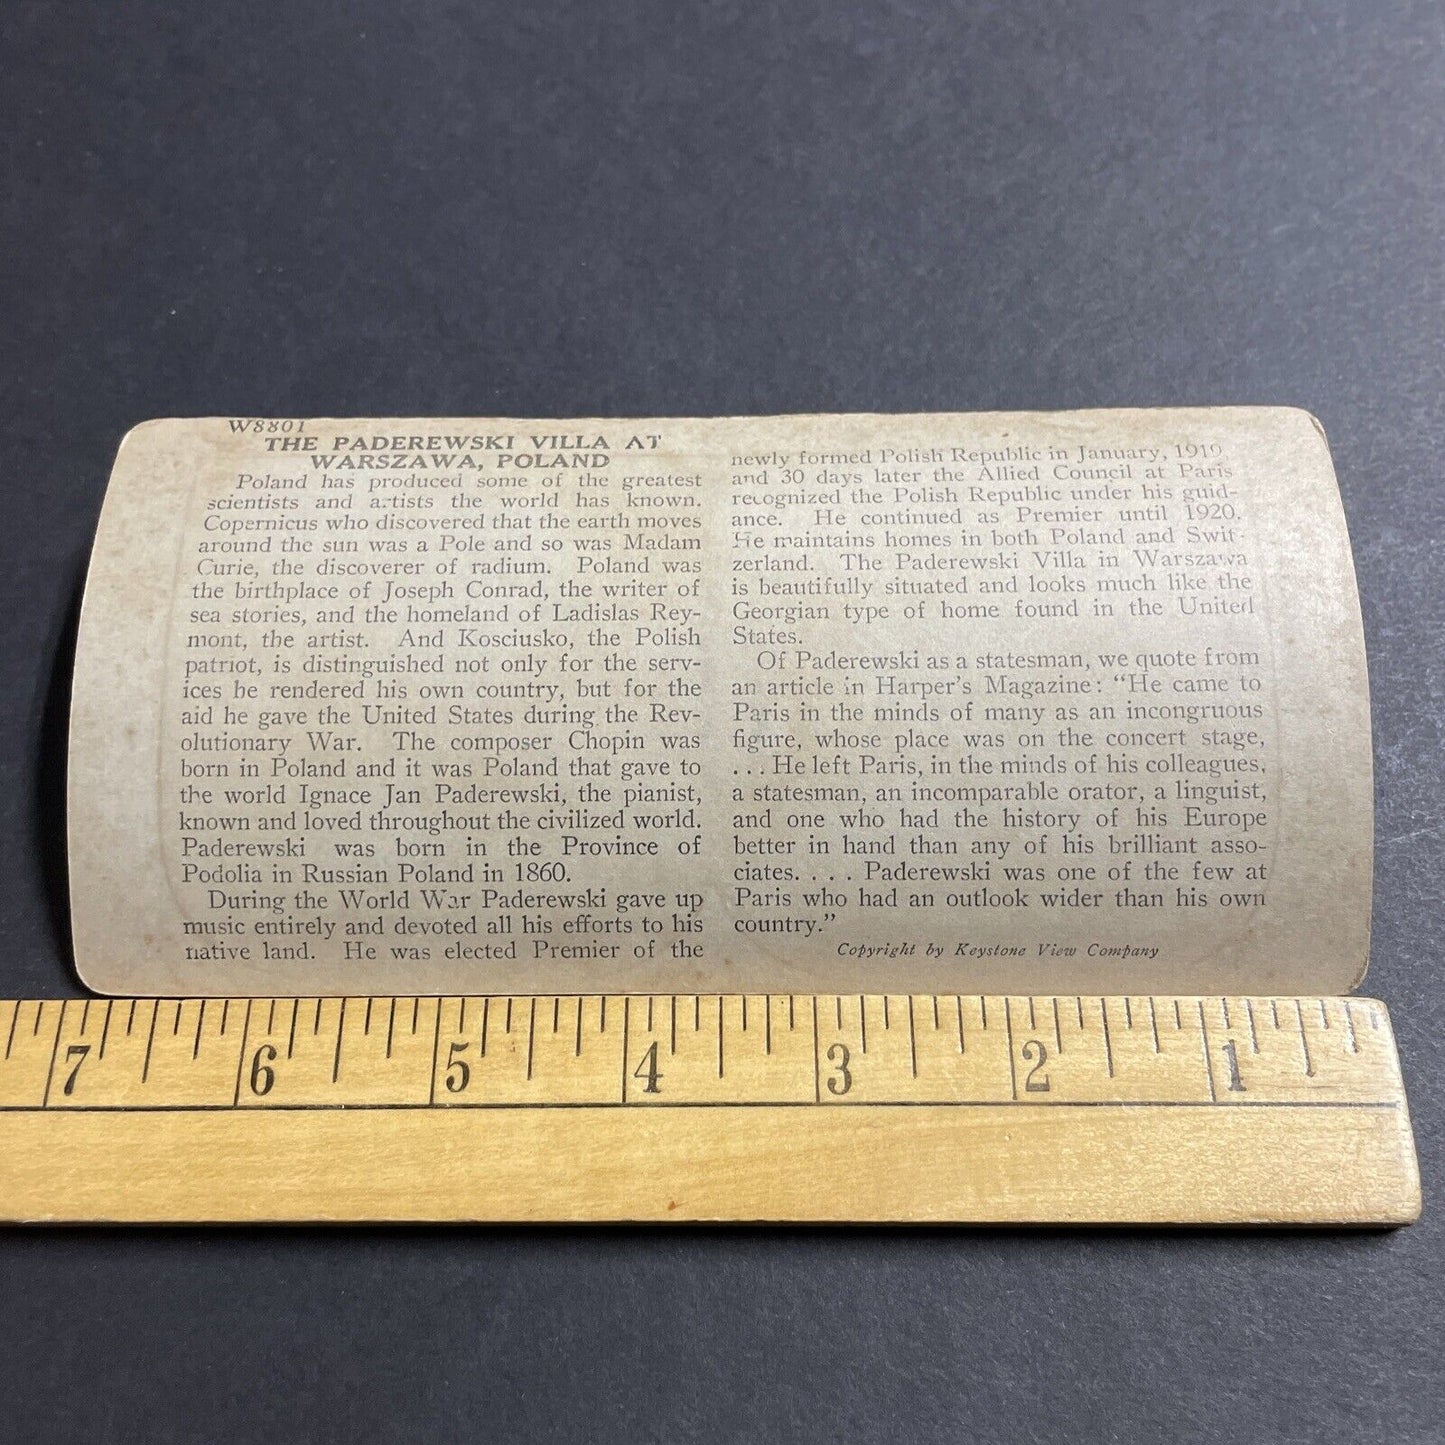 W8801
THE PADEREWSKI VILLA AT
WARSZAWA, POLAND
Poland has produced some of the greatest
scientists and artists the world has known.
Copernicus who discovered that the earth moves
around the sun was a Pole and so was Madam
Curie, the discoverer of radium. Poland was
the birthplace of Joseph Conrad, the writer of
sea stories, and the homeland of Ladislas Rey-
mont, the artist. And Kosciusko, the Polish
patriot, is distinguished not only for the serv-
ices he rendered his own country, but for the
aid he gave the United States during the Rev-
olutionary War. The composer Chopin was
born in Poland and it was Poland that gave to
the world Ignace Jan Paderewski, the pianist,
known and loved throughout the civilized world.
Paderewski was born in the Province of
Podolia in Russian Poland in 1860.
During the World War Paderewski gave up
music entirely and devoted all his efforts to his
native land. He was elected Premier of the
newly formed Polish Republic in January, 1919
and 30 days later the Allied Council at Paris
recognized the Polish Republic under his guid-
ance. He continued as Premier until 1920.
He maintains homes in both Poland and Swit-
zerland. The Paderewski Villa in Warszawa
is beautifully situated and looks much like the
Georgian type of home found in the United
States.
Of Paderewski as a statesman, we quote from
an article in Harper's Magazine: "He came to
Paris in the minds of many as an incongruous
figure, whose place was on the concert stage,
. . . He left Paris, in the minds of his colleagues,
a statesman, an incomparable orator, a linguist,
and one who had the history of his Europe
better in hand than any of his brilliant asso-
ciates. . . . Paderewski was one of the few at
Paris who had an outlook wider than his own
country."
Copyright by Keystone View Company
7 6 5 4 3 2 1